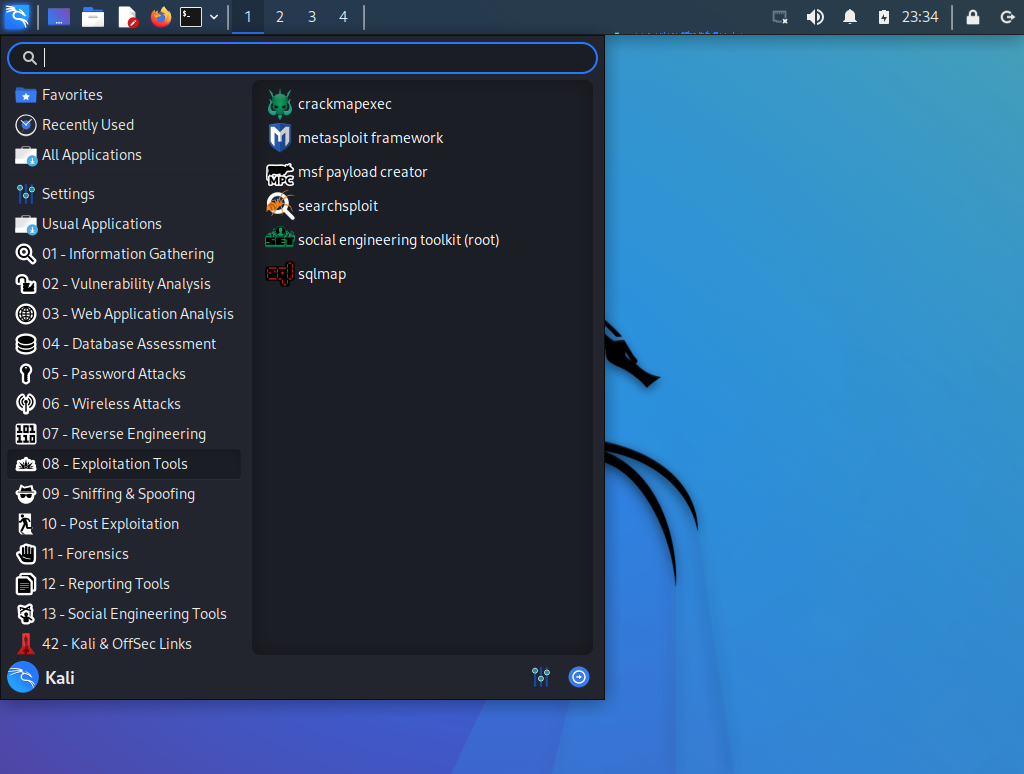 1 2 3 4 23:34
Favorites
Recently Used
All Applications
Settings
Usual Applications
01 - Information Gathering
02 - Vulnerability Analysis
03 - Web Application Analysis
04 - Database Assessment
05 - Password Attacks
06 - Wireless Attacks
07 - Reverse Engineering
08 - Exploitation Tools
09 - Sniffing & Spoofing
10 - Post Exploitation
11 - Forensics
12 - Reporting Tools
13 - Social Engineering Tools
42 - Kali & OffSec Links
crackmapexec
metasploit framework
MPC msf payload creator
searchsploit
SET social engineering toolkit (root)
sql sqlmap
Kali